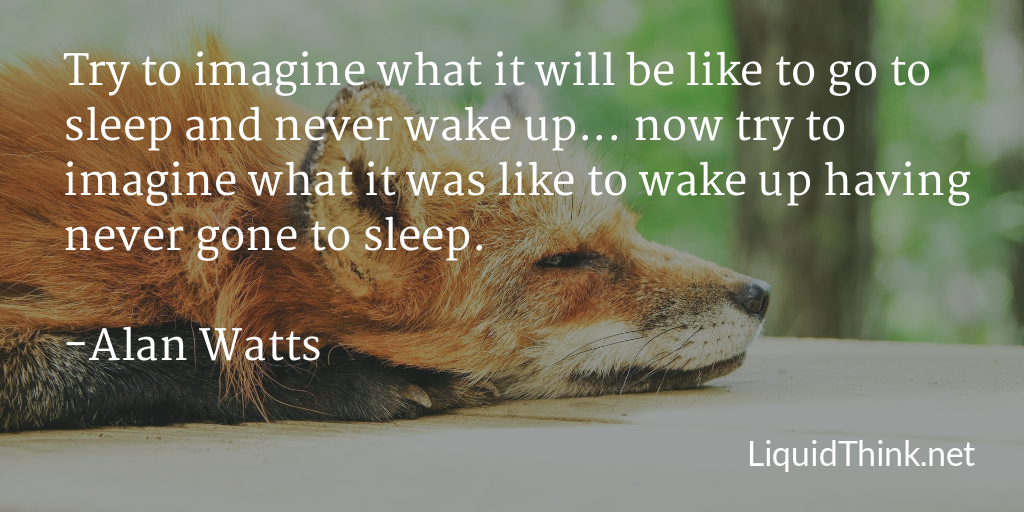 Try to imagine what it will be like to go to
sleep and never wake up... now try to
imagine what it was like to wake up having
never gone to sleep.
-Alan Watts
LiquidThink.net